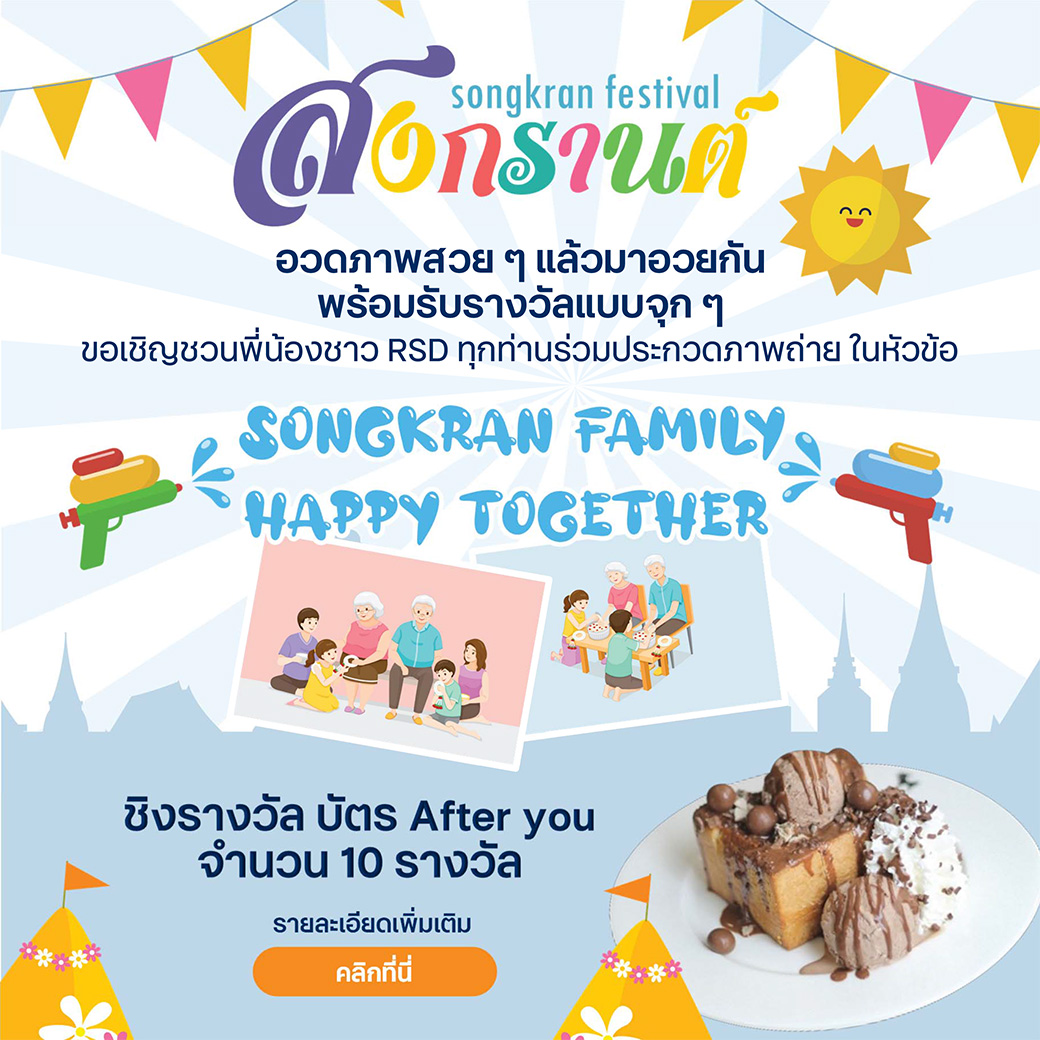 songkran festival
สงกรานต์
อวดภาพสวย ๆ แล้วมาอวยกัน
พร้อมรับรางวัลแบบจุก ๆ
ขอเชิญชวนพี่น้องชาว RSD ทุกท่านร่วมประกวดภาพถ่าย ในหัวข้อ
SONGKRAN FAMILY
HAPPY TOGETHER
ชิงรางวัล บัตร After you
จำนวน 10 รางวัล
รายละเอียดเพิ่มเติม
คลิกที่นี่